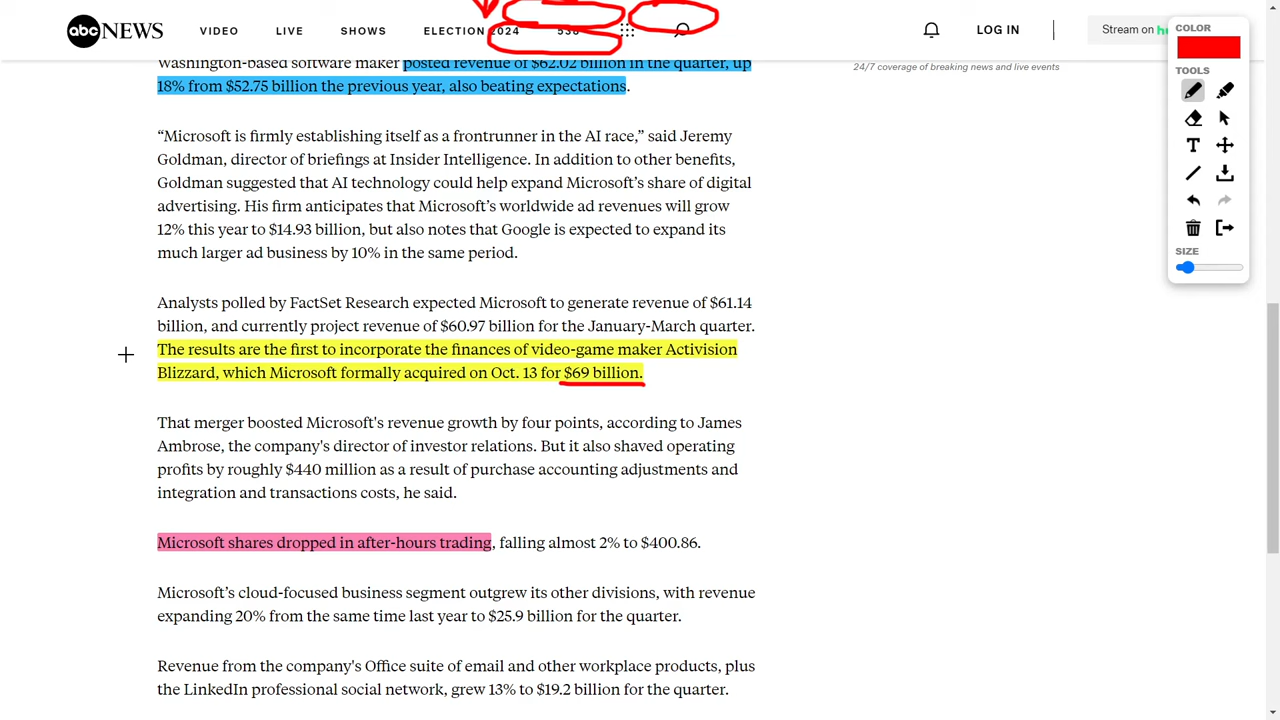 abc NEWS VIDEO LIVE SHOWS ELECTION 2024 538 LOG IN Stream on
COLOR
TOOLS
T
SIZE
24/7 coverage of breaking news and live events
Washington-based software maker posted revenue of $62.02 billion in the quarter, up
18% from $52.75 billion the previous year, also beating expectations.
“Microsoft is firmly establishing itself as a frontrunner in the AI race,” said Jeremy
Goldman, director of briefings at Insider Intelligence. In addition to other benefits,
Goldman suggested that AI technology could help expand Microsoft’s share of digital
advertising. His firm anticipates that Microsoft’s worldwide ad revenues will grow
12% this year to $14.93 billion, but also notes that Google is expected to expand its
much larger ad business by 10% in the same period.
Analysts polled by FactSet Research expected Microsoft to generate revenue of $61.14
billion, and currently project revenue of $60.97 billion for the January-March quarter.
The results are the first to incorporate the finances of video-game maker Activision
Blizzard, which Microsoft formally acquired on Oct. 13 for $69 billion.
That merger boosted Microsoft's revenue growth by four points, according to James
Ambrose, the company's director of investor relations. But it also shaved operating
profits by roughly $440 million as a result of purchase accounting adjustments and
integration and transactions costs, he said.
Microsoft shares dropped in after-hours trading, falling almost 2% to $400.86.
Microsoft’s cloud-focused business segment outgrew its other divisions, with revenue
expanding 20% from the same time last year to $25.9 billion for the quarter.
Revenue from the company's Office suite of email and other workplace products, plus
the LinkedIn professional social network, grew 13% to $19.2 billion for the quarter.